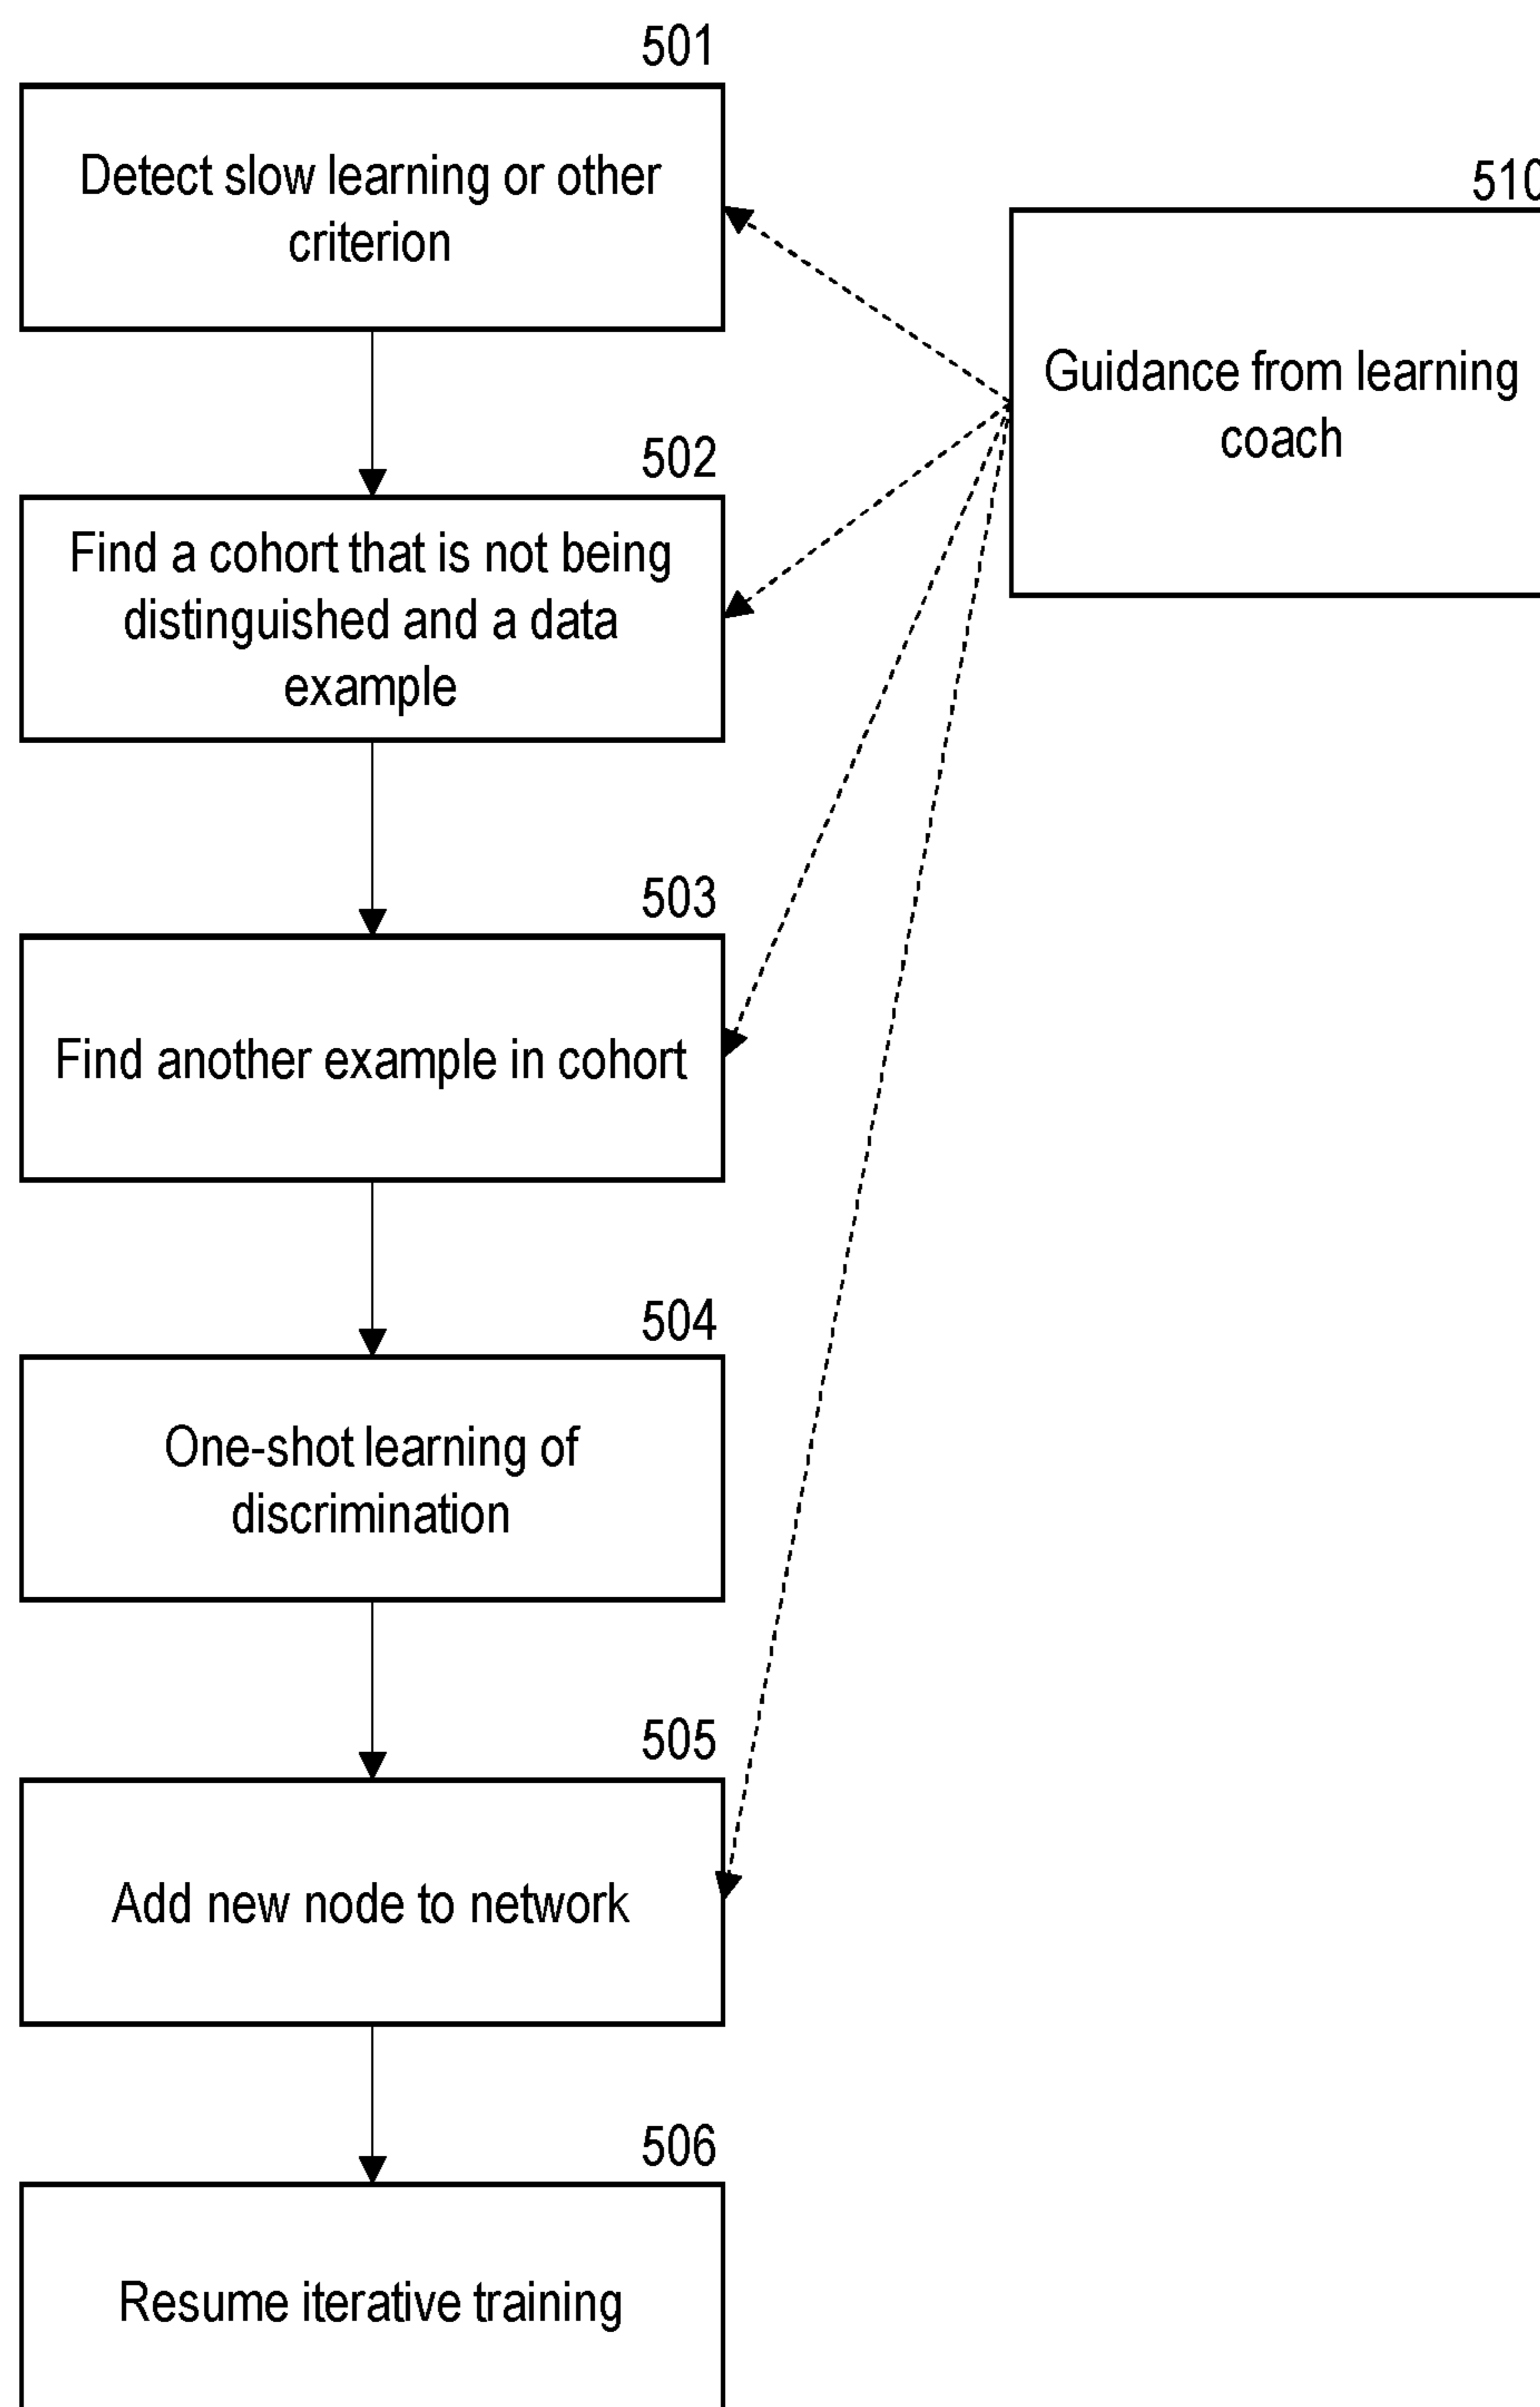 501
Detect slow learning or other
criterion
510
Guidance from learning
coach
502
Find a cohort that is not being
distinguished and a data
example
503
Find another example in cohort
504
One-shot learning of
discrimination
505
Add new node to network
506
Resume iterative training